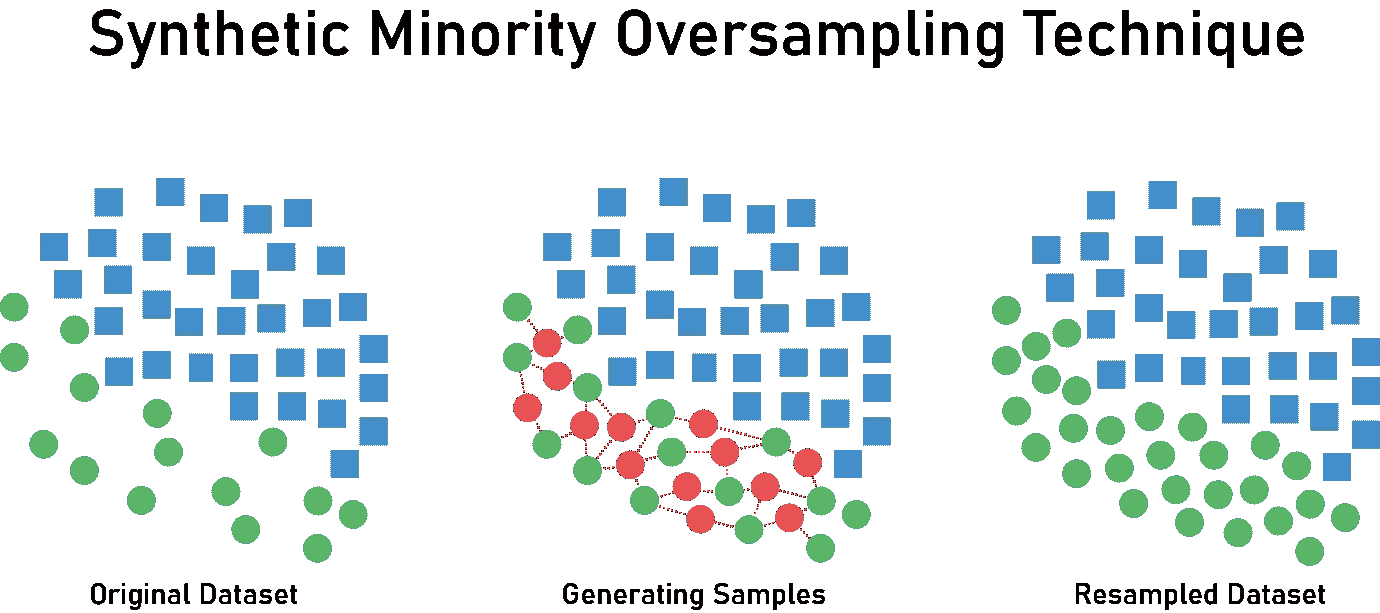 Synthetic Minority Oversampling Technique
Original Dataset
Generating Samples
Resampled Dataset